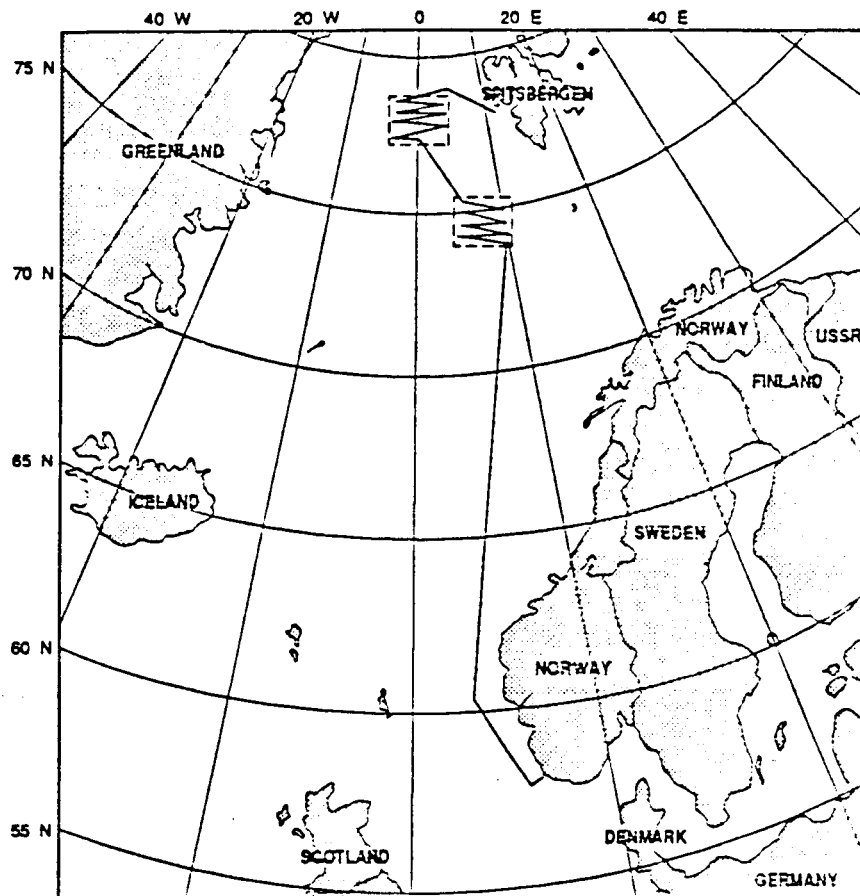 40 W 20 W 0 20 E 40 E
75 N
SPITSBERGEN
GREENLAND
70 N
NORWAY
USSR
FINLAND
65 N
ICELAND
SWEDEN
60 N
NORWAY
55 N
DENMARK
SCOTLAND
GERMANY